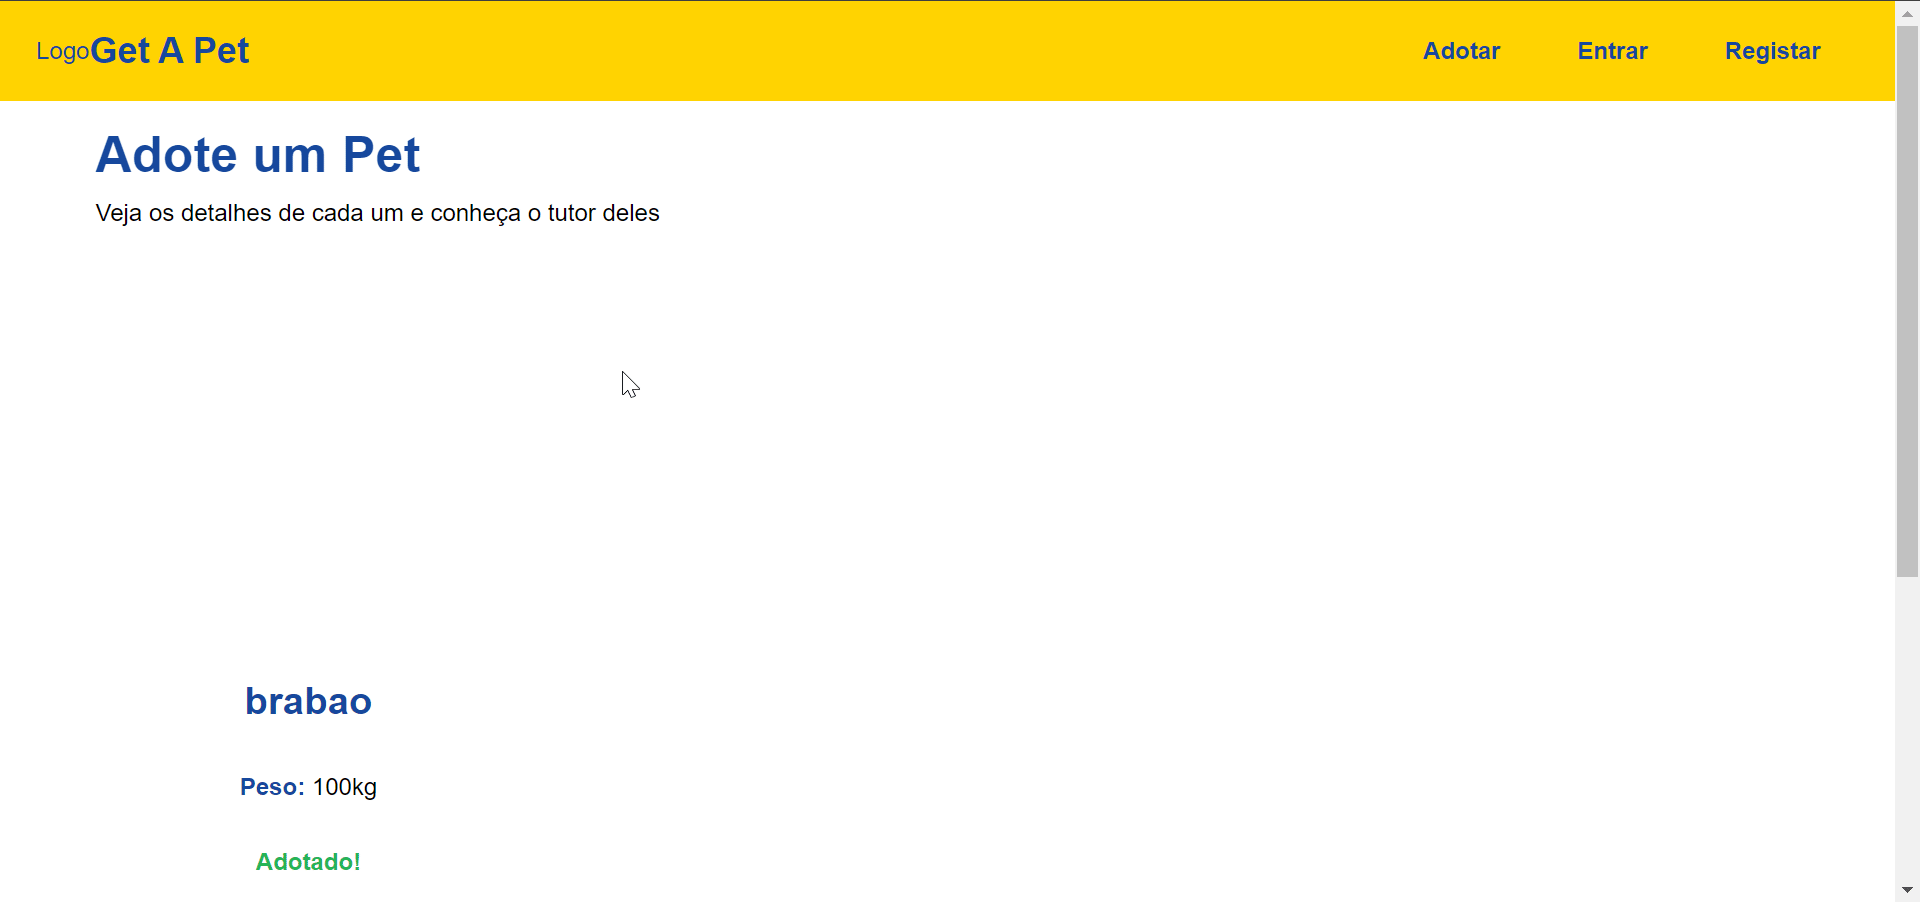 LogoGet A Pet Adotar Entrar Registar
Adote um Pet
Veja os detalhes de cada um e conheça o tutor deles
brabao
Peso: 100kg
Adotado!